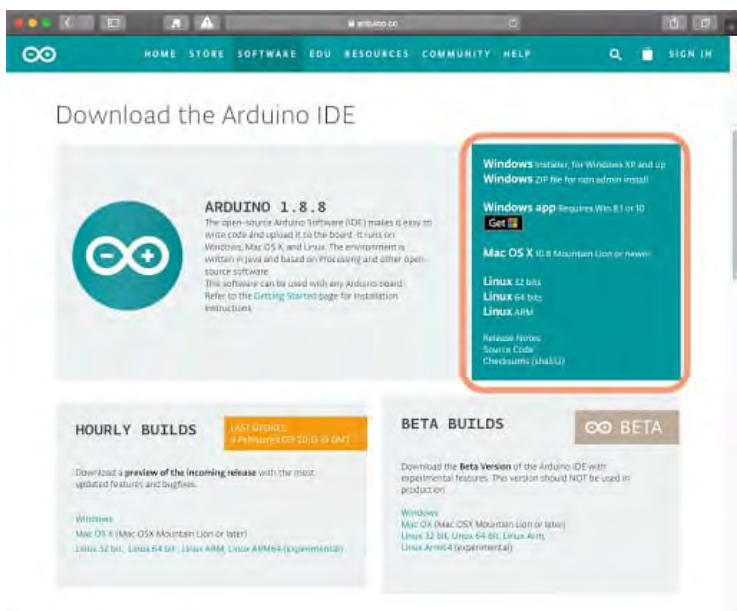 arduino.cc
HOME STORE SOFTWARE EDU RESOURCES COMMUNITY HELP SIGN IN
Download the Arduino IDE
ARDUINO 1.8.8
The open-source Arduino Software (IDE) makes it easy to
write code and upload it to the board. It runs on
Windows, Mac OS X, and Linux. The environment is
written in Java and based on Processing and other open-
source software.
This software can be used with any Arduino board.
Refer to the Getting Started page for Installation
instructions.
Windows Installer, for Windows XP and up
Windows ZIP file for non admin install
Windows app Requires Win 8.1 or 10
Get
Mac OS X 10.8 Mountain Lion or newer
Linux 32 bits
Linux 64 bits
Linux ARM
Release Notes
Source Code
Checksums (sha512)
HOURLY BUILDS
LAST UPDATE
GMT
Download a preview of the incoming release with the most
updated features and bugfixes.
Windows
Mac OS X (Mac OSX Mountain Lion or later)
Linux 32 bit, Linux 64 bit, Linux ARM, Linux ARM64 (experimental)
BETA BUILDS
BETA
Download the Beta Version of the Arduino IDE with
experimental features. This version should NOT be used in
production.
Windows
Mac OX (Mac OSX Mountain Lion or later)
Linux 32 bit, Linux 64 bit, Linux Arm,
Linux Arm64 (experimental)